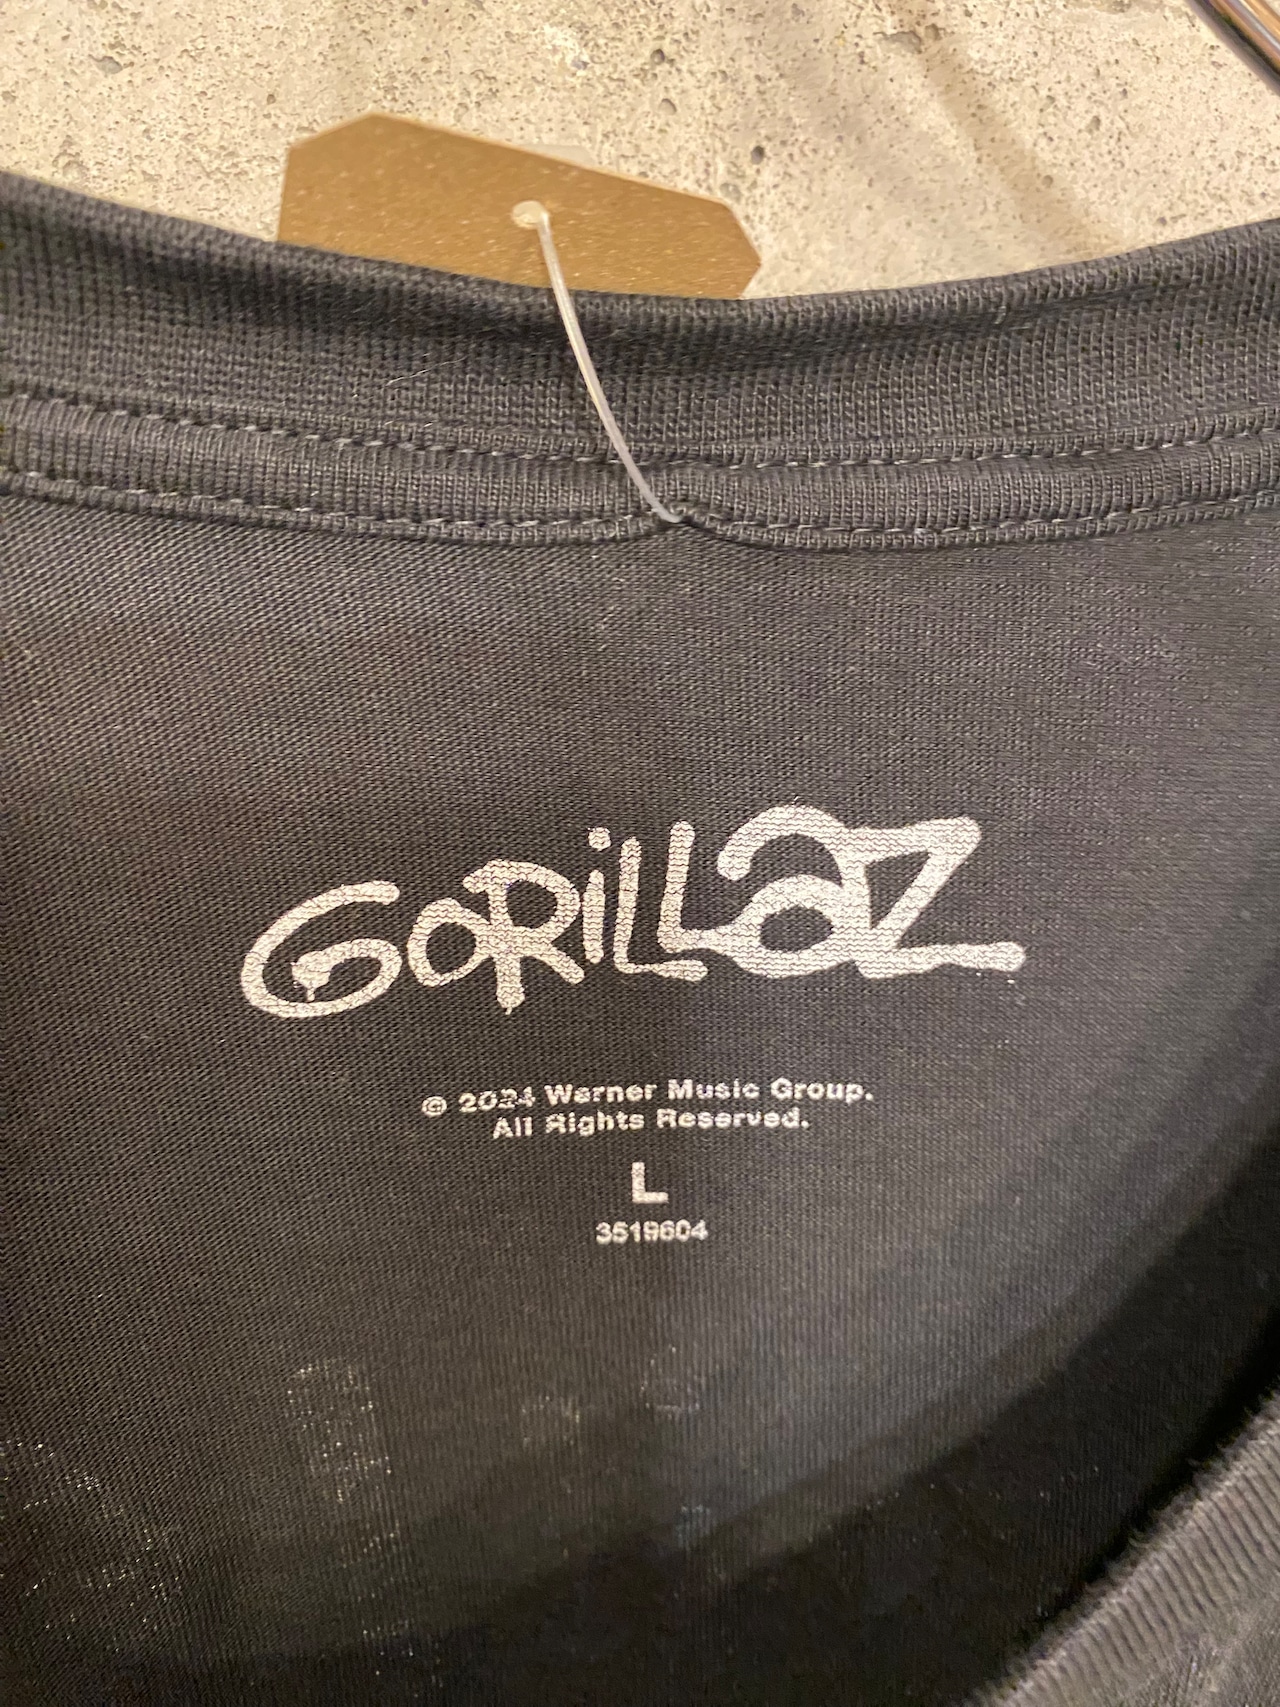 GORiLLaZ
© 2024 Warner Music Group.
All Rights Reserved.
L
3519604